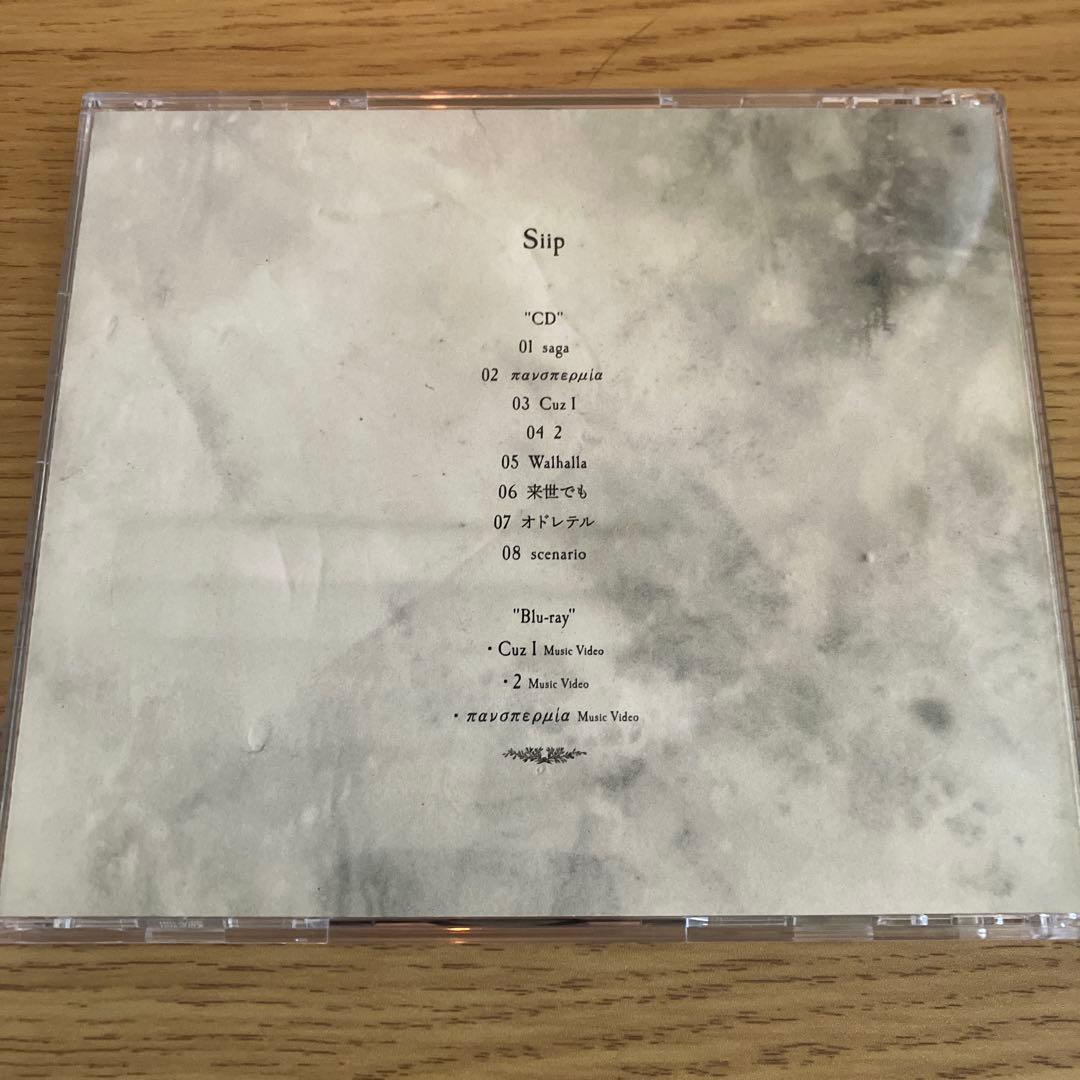 Siip
"CD"
01 saga
02 πανσπερμία
03 Cuz I
04 2
05 Walhalla
06 来世でも
07 オドレテル
08 scenario
"Blu-ray"
・Cuz I Music Video
・2 Music Video
・πανσπερμία Music Video